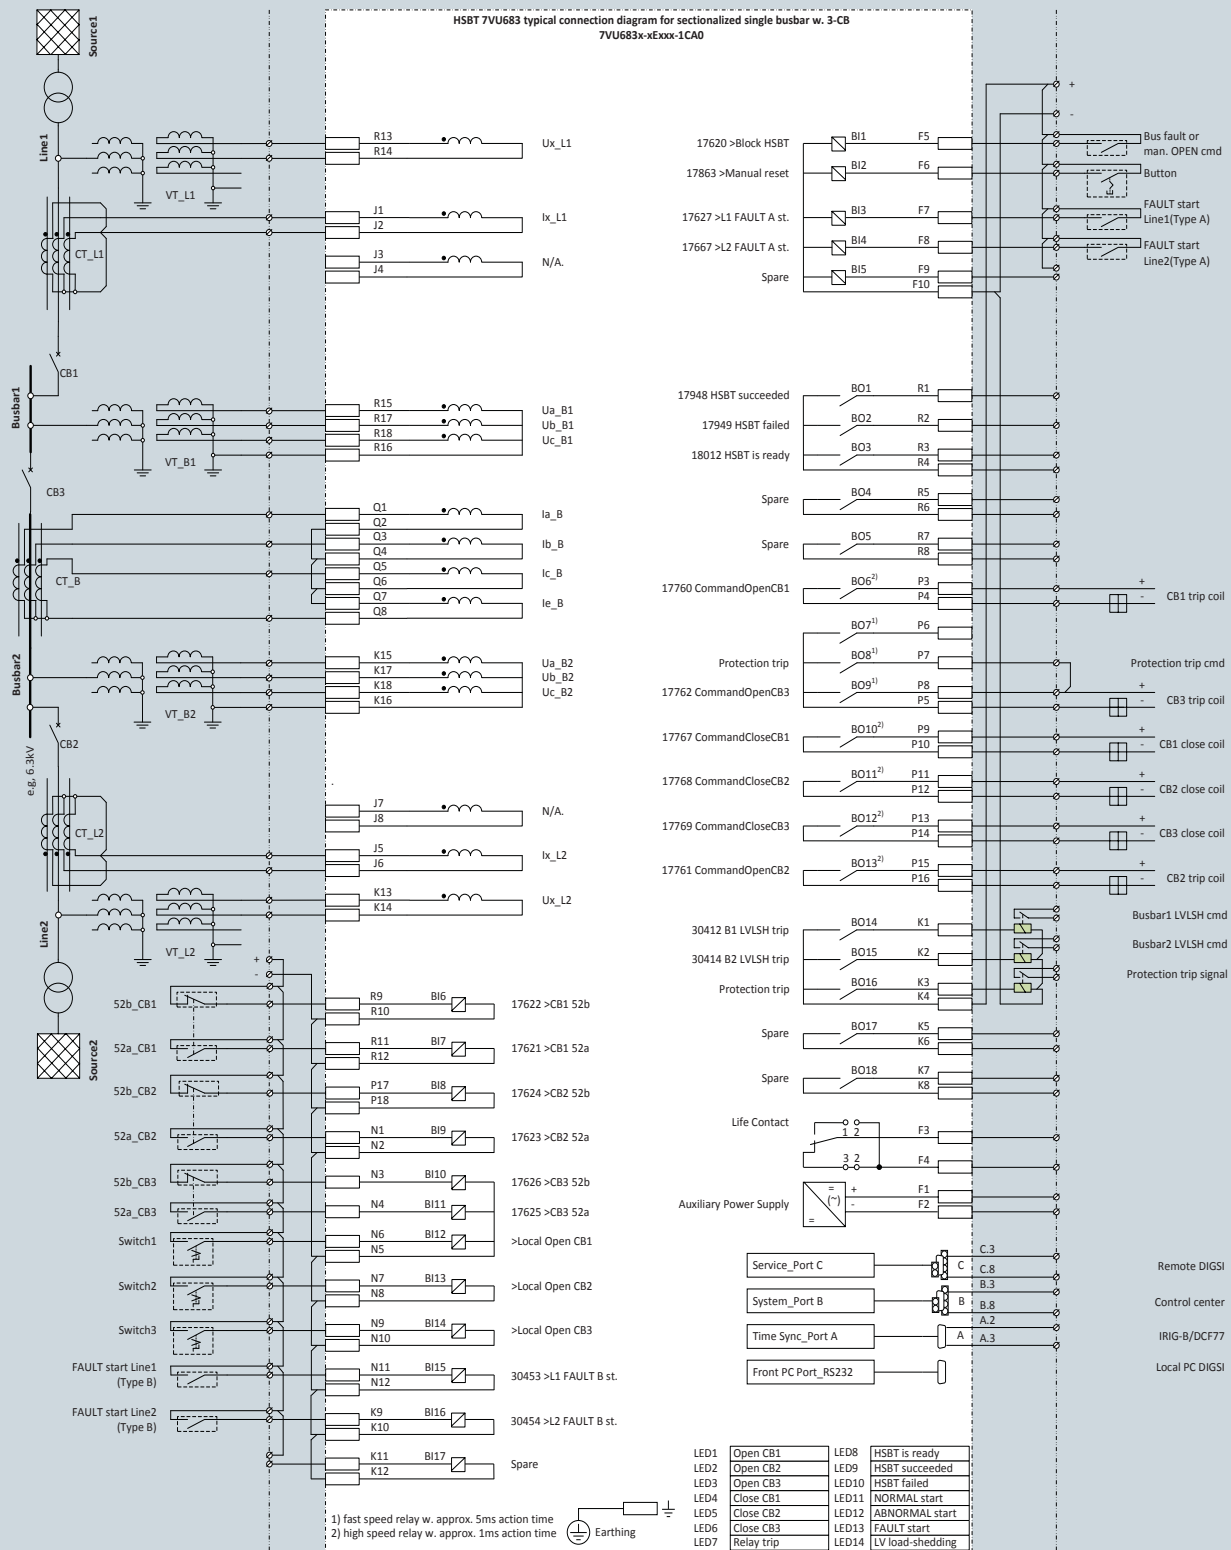 HSBT 7VU683 typical connection diagram for sectionalized single busbar w. 3-CB
7VU683x-xExxx-1CA0
Source1
Line1
VT_L1
CT_L1
CB1
Busbar1
VT_B1
CB3
CT_B
Busbar2
VT_B2
CB2
e.g. 6.3kV
CT_L2
VT_L2
Line2
Source2
R13
R14
Ux_L1
J1
J2
Ix_L1
J3
J4
N/A.
R15
R17
R18
R16
Ua_B1
Ub_B1
Uc_B1
Q1
Q2
Q3
Q4
Q5
Q6
Q7
Q8
Ia_B
Ib_B
Ic_B
Ie_B
K15
K17
K18
K16
Ua_B2
Ub_B2
Uc_B2
.
J7
J8
N/A.
J5
J6
Ix_L2
K13
K14
Ux_L2
+
-
52b_CB1 R9 BI6 17622 >CB1 52b
R10
52a_CB1 R11 BI7 17621 >CB1 52a
R12
52b_CB2 P17 BI8 17624 >CB2 52b
P18
52a_CB2 N1 BI9 17623 >CB2 52a
N2
52b_CB3 N3 BI10 17626 >CB3 52b
52a_CB3 N4 BI11 17625 >CB3 52a
Switch1 N6 BI12 >Local Open CB1
N5
Switch2 N7 BI13 >Local Open CB2
N8
Switch3 N9 BI14 >Local Open CB3
N10
FAULT start Line1
(Type B)
N11 BI15 30453 >L1 FAULT B st.
N12
FAULT start Line2
(Type B)
K9 BI16 30454 >L2 FAULT B st.
K10
K11 BI17 Spare
K12
1) fast speed relay w. approx. 5ms action time
2) high speed relay w. approx. 1ms action time
Earthing
+
-
17620 >Block HSBT BI1 F5
Bus fault or
man. OPEN cmd
17863 >Manual reset BI2 F6 Button
17627 >L1 FAULT A st. BI3 F7
FAULT start
Line1(Type A)
17667 >L2 FAULT A st. BI4 F8
FAULT start
Line2(Type A)
Spare BI5 F9
F10
17948 HSBT succeeded BO1 R1
17949 HSBT failed BO2 R2
18012 HSBT is ready BO3 R3
R4
Spare BO4 R5
R6
Spare BO5 R7
R8
17760 CommandOpenCB1 BO6 2) P3 +
P4 - CB1 trip coil
BO7 1) P6
Protection trip BO8 1) P7 Protection trip cmd
17762 CommandOpenCB3 BO9 1) P8 +
P5 - CB3 trip coil
17767 CommandCloseCB1 BO10 2) P9 +
P10 - CB1 close coil
17768 CommandCloseCB2 BO11 2) P11 +
P12 - CB2 close coil
17769 CommandCloseCB3 BO12 2) P13 +
P14 - CB3 close coil
17761 CommandOpenCB2 BO13 2) P15 +
P16 - CB2 trip coil
Busbar1 LVLSH cmd
30412 B1 LVLSH trip BO14 K1
Busbar2 LVLSH cmd
30414 B2 LVLSH trip BO15 K2
Protection trip signal
Protection trip BO16 K3
K4
Spare BO17 K5
K6
Spare BO18 K7
K8
Life Contact
1 2 F3
3 2 F4
Auxiliary Power Supply = (~) = + F1
- F2
Service_Port C C C.3
C.8 Remote DIGSI
System_Port B B B.3
B.8 Control center
Time Sync_Port A A A.2
A.3 IRIG-B/DCF77
Front PC Port_RS232 Local PC DIGSI
LED1 Open CB1 LED8 HSBT is ready
LED2 Open CB2 LED9 HSBT succeeded
LED3 Open CB3 LED10 HSBT failed
LED4 Close CB1 LED11 NORMAL start
LED5 Close CB2 LED12 ABNORMAL start
LED6 Close CB3 LED13 FAULT start
LED7 Relay trip LED14 LV load-shedding